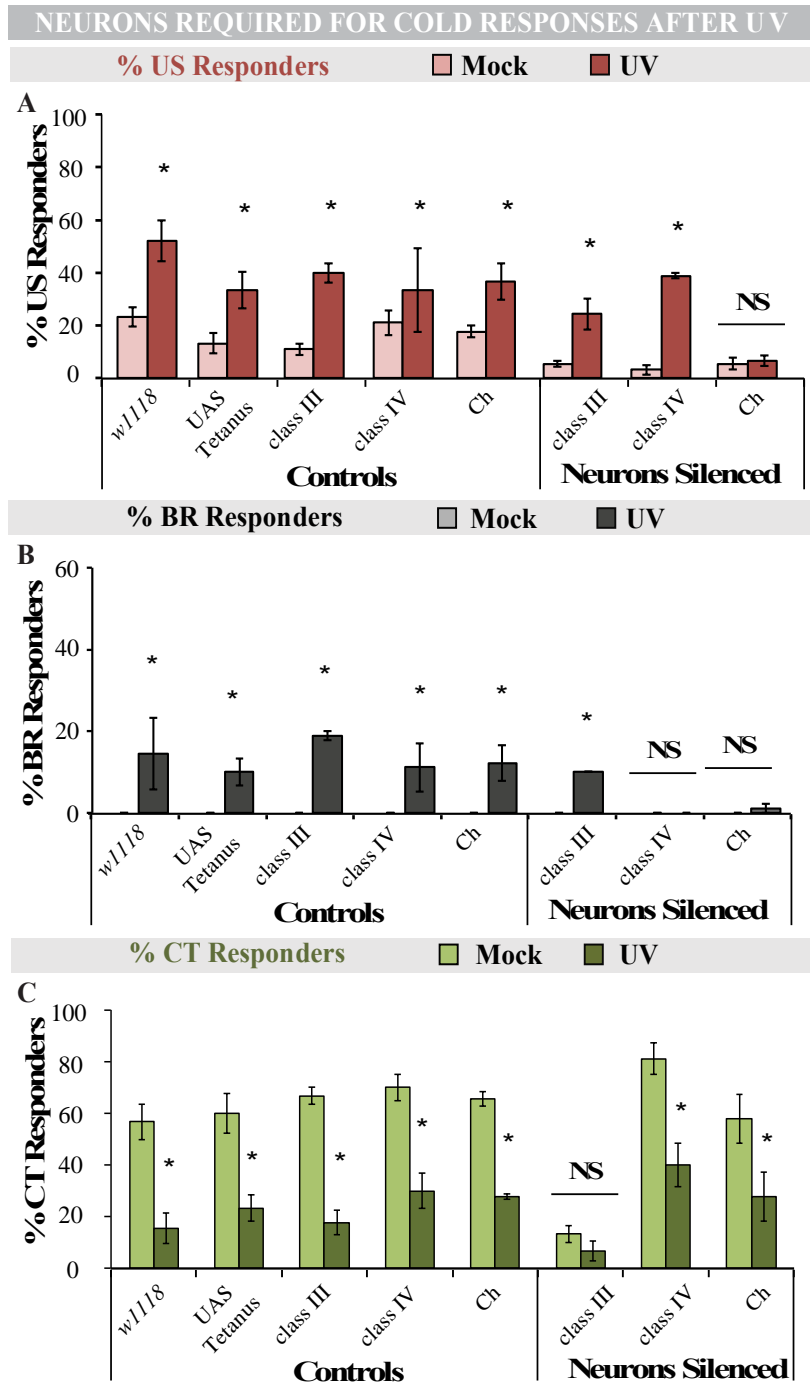 NEURONS REQUIRED FOR COLD RESPONSES AFTER UV
% US Responders Mock UV
A
% US Responders
100
80
60
40
20
0
* * * * * * * NS
w1118 UAS Tetanus class III class IV Ch class III class IV Ch
Controls Neurons Silenced
% BR Responders Mock UV
B
% BR Responders
60
40
20
0
* * * * * * NS NS
w1118 UAS Tetanus class III class IV Ch class III class IV Ch
Controls Neurons Silenced
% CT Responders Mock UV
C
% CT Responders
100
80
60
40
20
0
* * * * * NS * *
w1118 UAS Tetanus class III class IV Ch class III class IV Ch
Controls Neurons Silenced